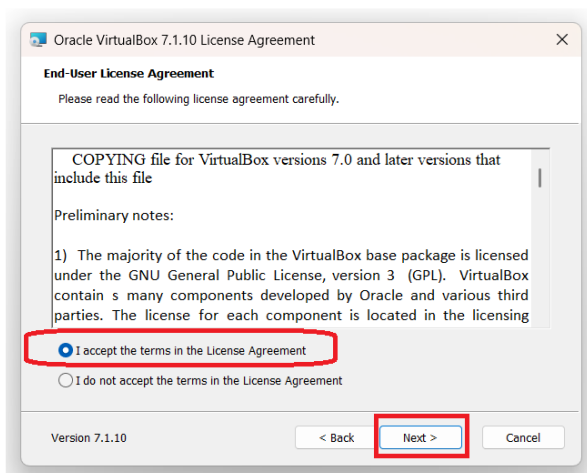 Oracle VirtualBox 7.1.10 License Agreement
End-User License Agreement
Please read the following license agreement carefully.
COPYING file for VirtualBox versions 7.0 and later versions that
include this file
Preliminary notes:
1) The majority of the code in the VirtualBox base package is licensed
under the GNU General Public License, version 3 (GPL). VirtualBox
contain s many components developed by Oracle and various third
parties. The license for each component is located in the licensing
I accept the terms in the License Agreement
I do not accept the terms in the License Agreement
Version 7.1.10
< Back
Next >
Cancel